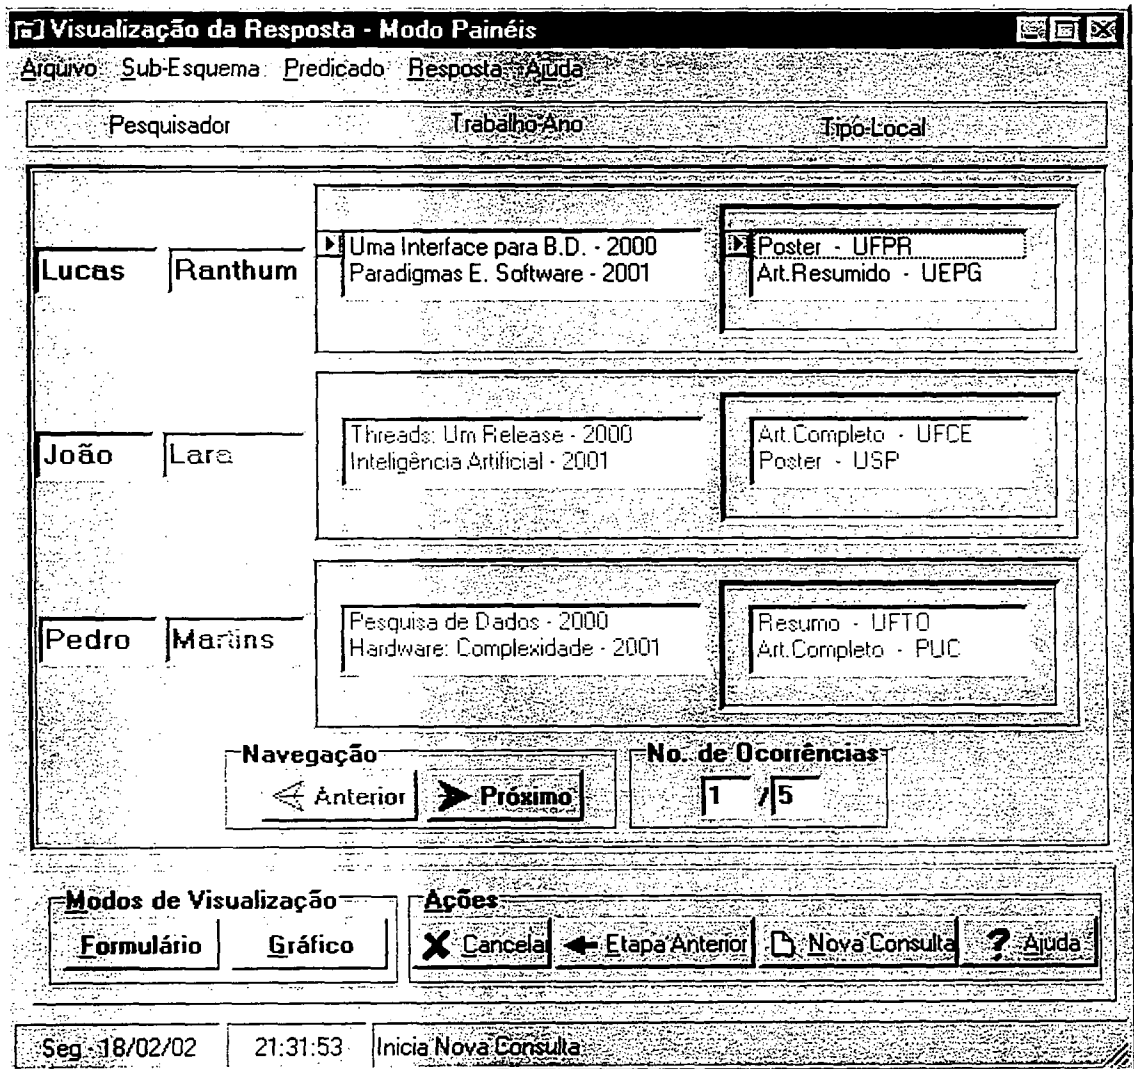 Visualização da Resposta - Modo Painéis
Arquivo Sub-Esquema Predicado Resposta Ajuda
Pesquisador Trabalho-Ano Tipo-Local
Lucas Ranthum
Uma Interface para B.D. - 2000
Paradigmas E. Software - 2001
Poster - UFPR
Art.Resumido - UEPG
João Lara
Threads: Um Release - 2000
Inteligência Artificial - 2001
Art.Completo - UFCE
Poster - USP
Pedro Martins
Pesquisa de Dados - 2000
Hardware: Complexidade - 2001
Resumo - UFTO
Art.Completo - PUC
Navegação
Anterior Próximo
No. de Ocorrências
1 / 5
Modos de Visualização
Formulário Gráfico
Ações
Cancela Etapa Anterior Nova Consulta Ajuda
Seg - 18/02/02 21:31:53 Inicia Nova Consulta